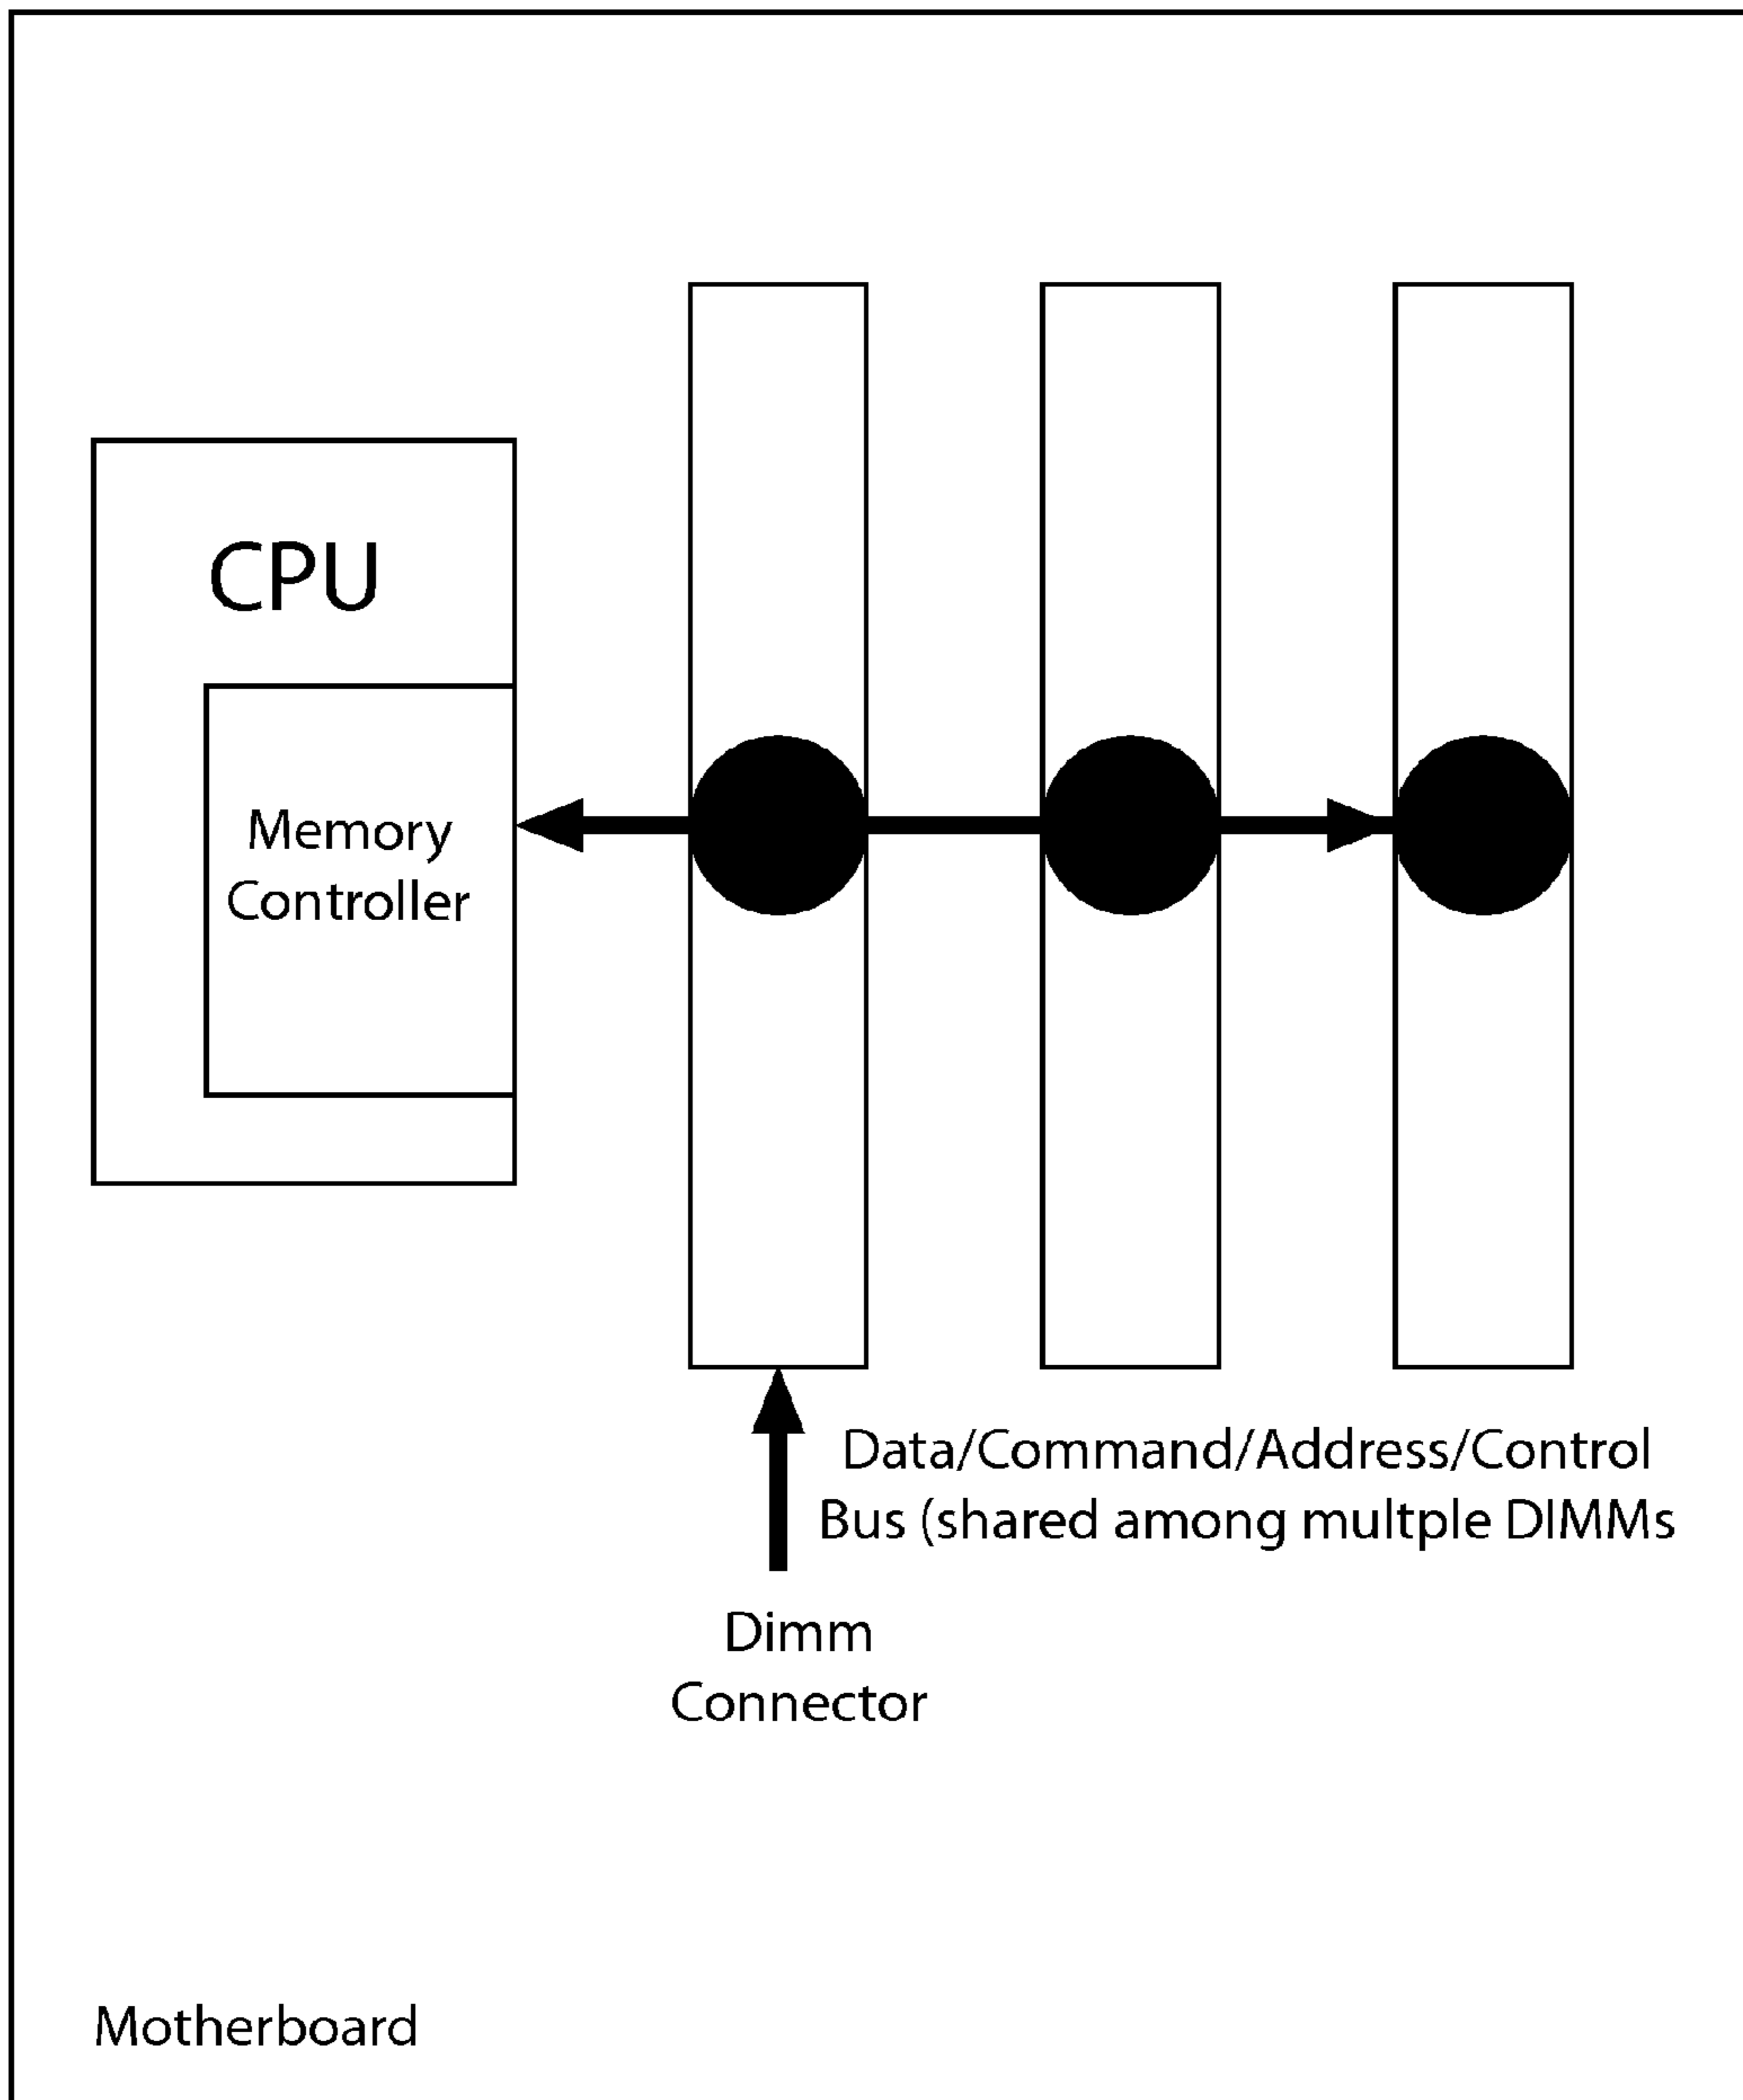 CPU
Memory
Controller
Data/Command/Address/Control
Bus (shared among multple DIMMs
Dimm
Connector
Motherboard